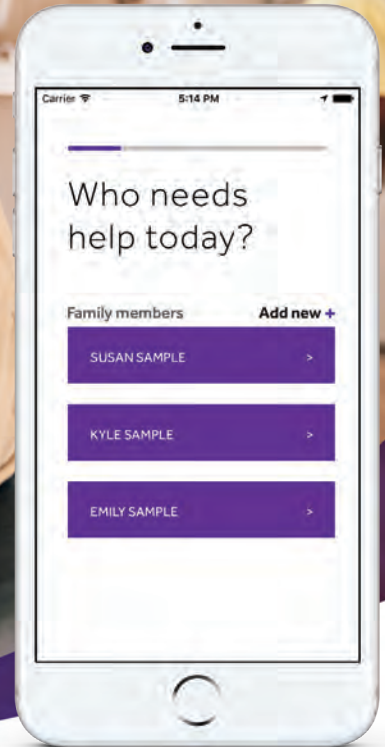 Carrier 5:14 PM
Who needs
help today?
Family members Add new +
SUSAN SAMPLE >
KYLE SAMPLE >
EMILY SAMPLE >